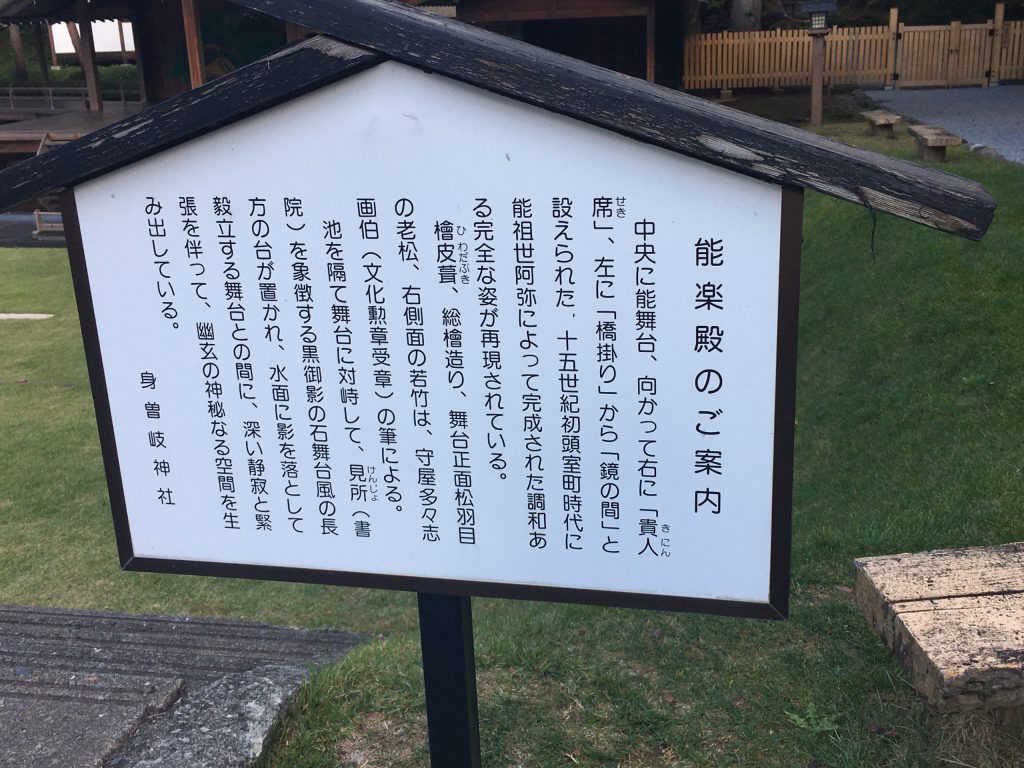 能楽殿のご案内
中央に能舞台、向かって右に「貴人
席」、左に「橋掛り」から「鏡の間」と
設えられた、十五世紀初頭室町時代に
能祖世阿弥によって完成された調和あ
る完全な姿が再現されている。
檜皮葺、総檜造り、舞台正面松羽目
の老松、右側面の若竹は、守屋多々志
画伯（文化勲章受章）の筆による。
池を隔て舞台に対峙して、見所（書
院）を象徴する黒御影の石舞台風の長
方の台が置かれ、水面に影を落として
毅立する舞台との間に、深い静寂と緊
張を伴って、幽玄の神秘なる空間を生
み出している。
身曽岐神社